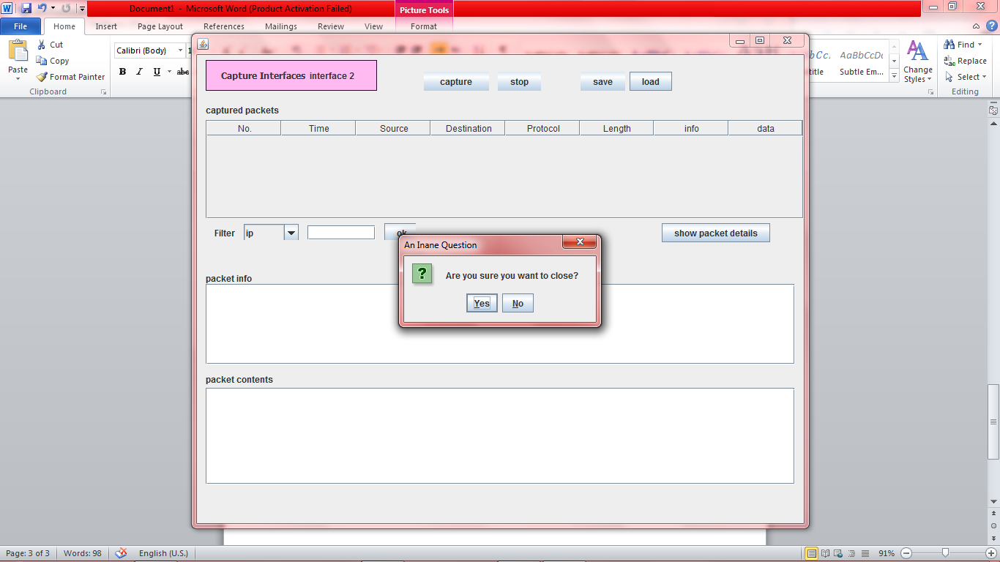 Document1 - Microsoft Word (Product Activation Failed)
Picture Tools
File Home Insert Page Layout References Mailings Review View Format
Paste
Cut
Copy
Format Painter
Clipboard
Calibri (Body)
B I U abc
AaBbCcDc
Subtle Em...
Change
Styles
Find
Replace
Select
Editing
Capture Interfaces interface 2
capture stop save load
captured packets
No. Time Source Destination Protocol Length info data
Filter ip ok show packet details
An Inane Question
? Are you sure you want to close?
Yes No
packet info
packet contents
Page: 3 of 3 Words: 98 English (U.S.) 91%